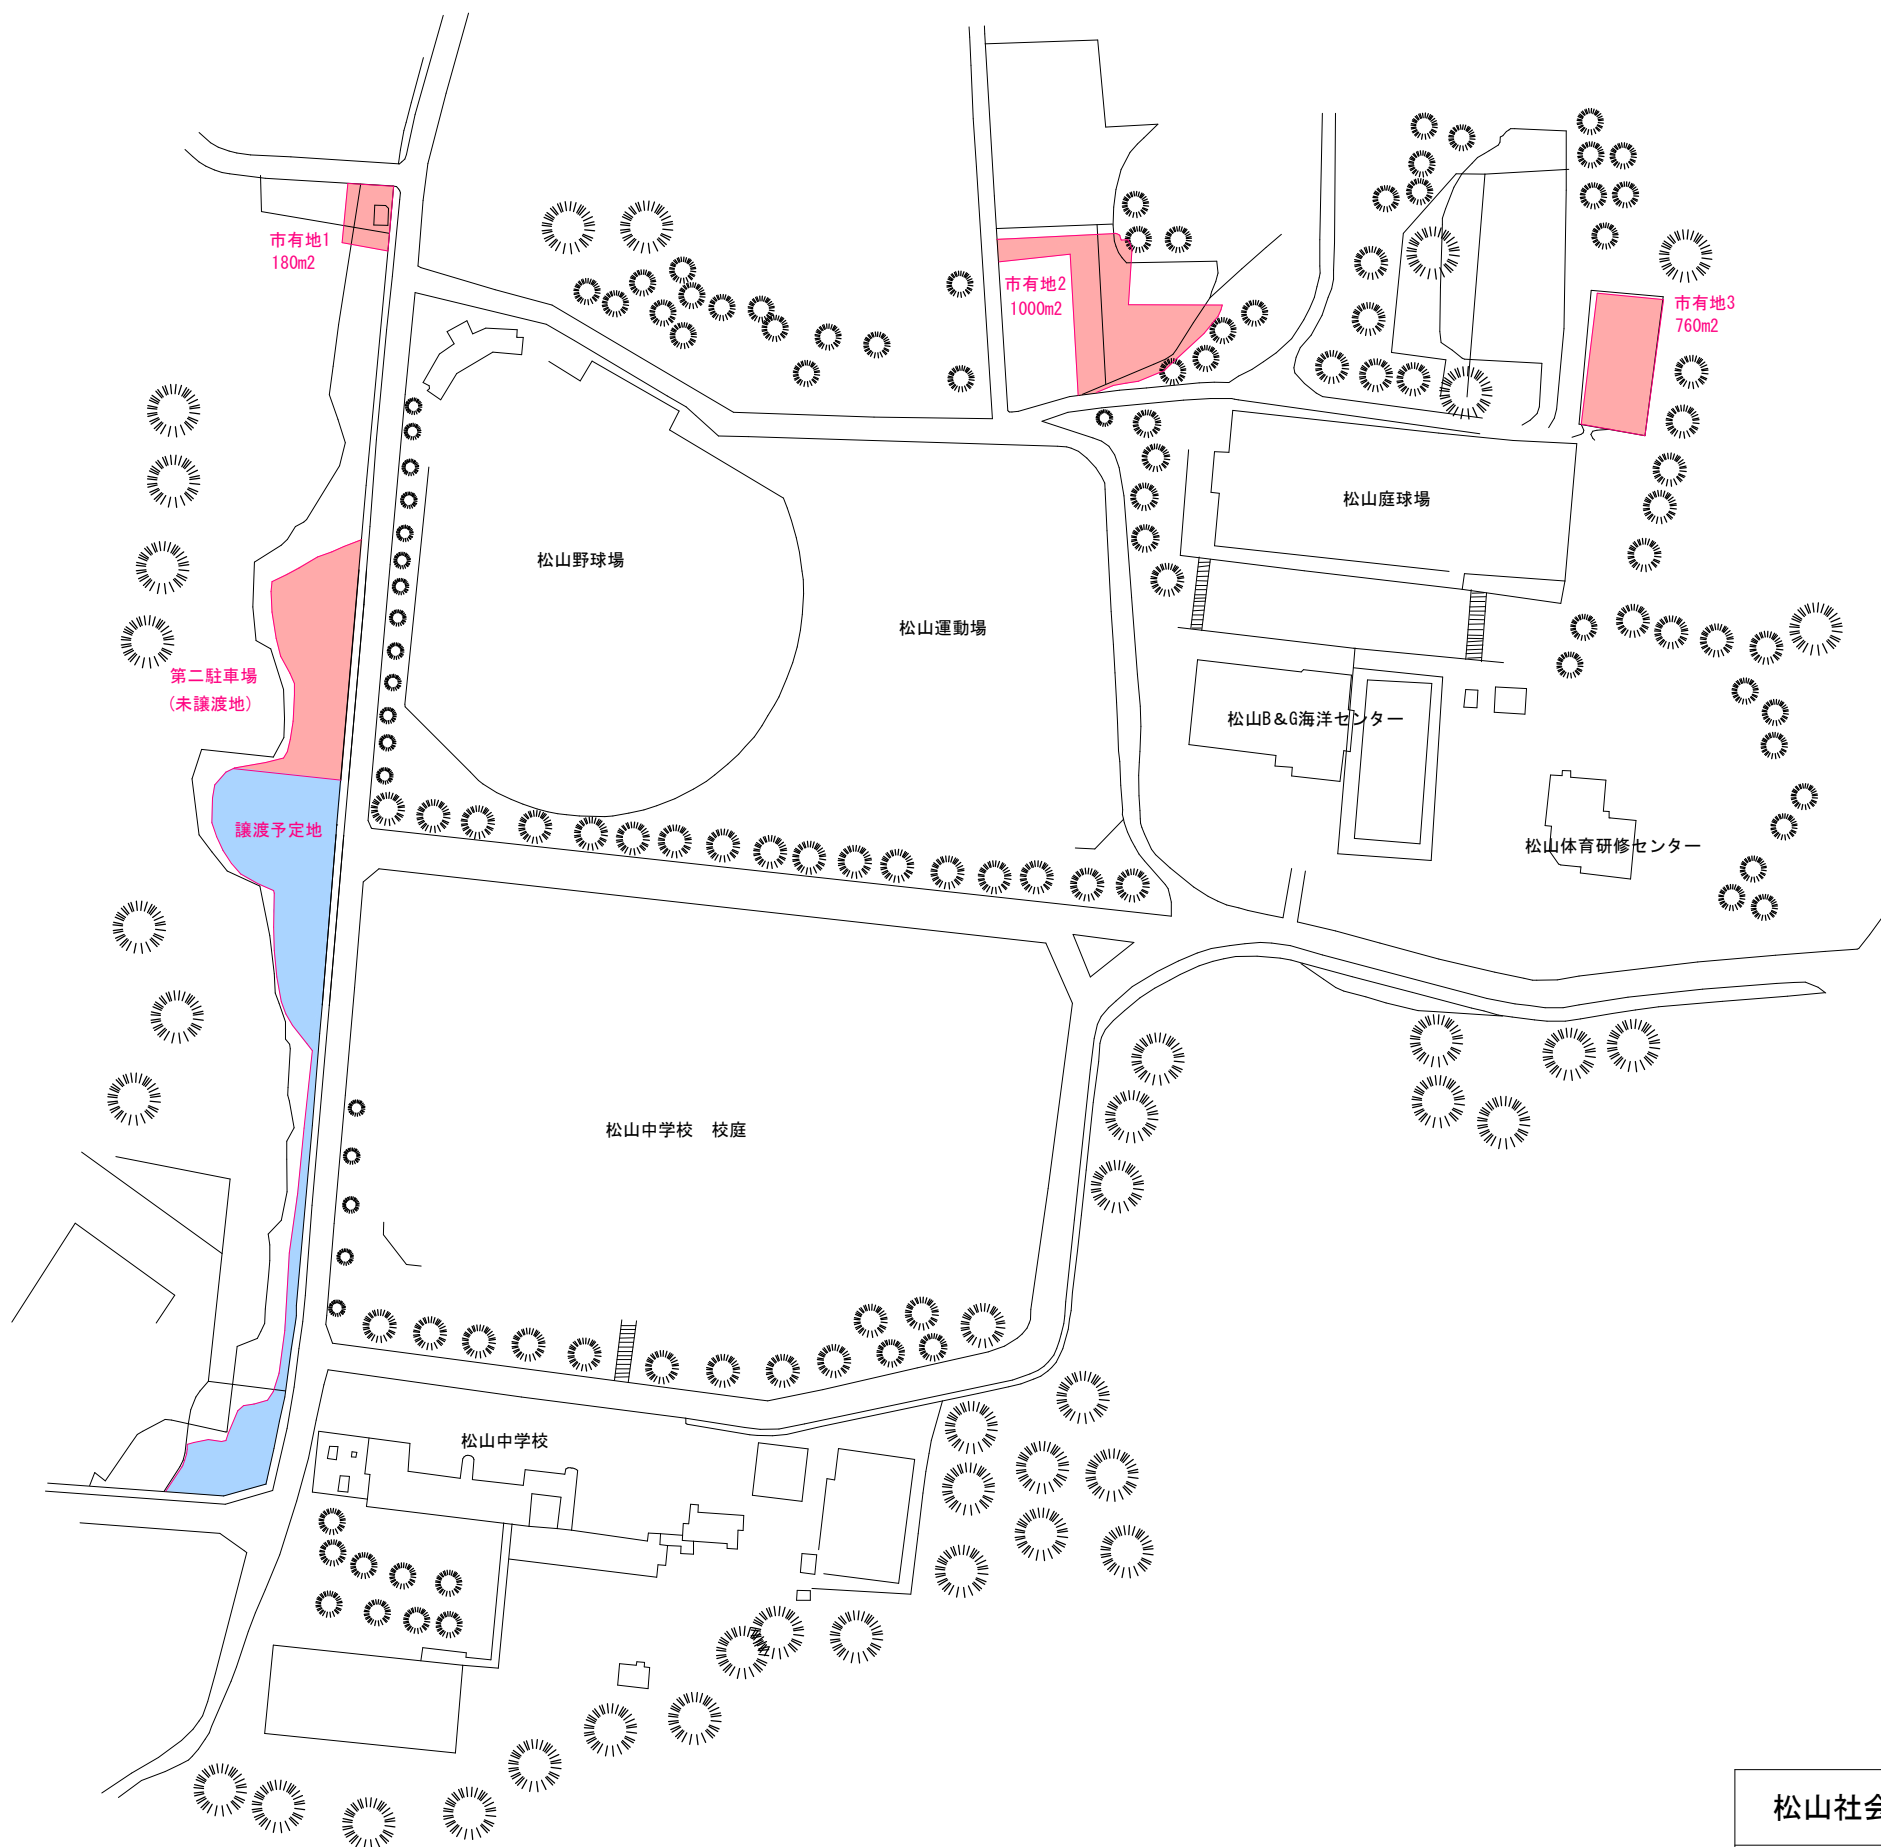 市有地1
180m2
市有地2
1000m2
市有地3
760m2
松山庭球場
松山野球場
松山運動場
第二駐車場
(未譲渡地)
松山B&G海洋センター
譲渡予定地
松山体育研修センター
松山中学校　校庭
松山中学校
松山社会